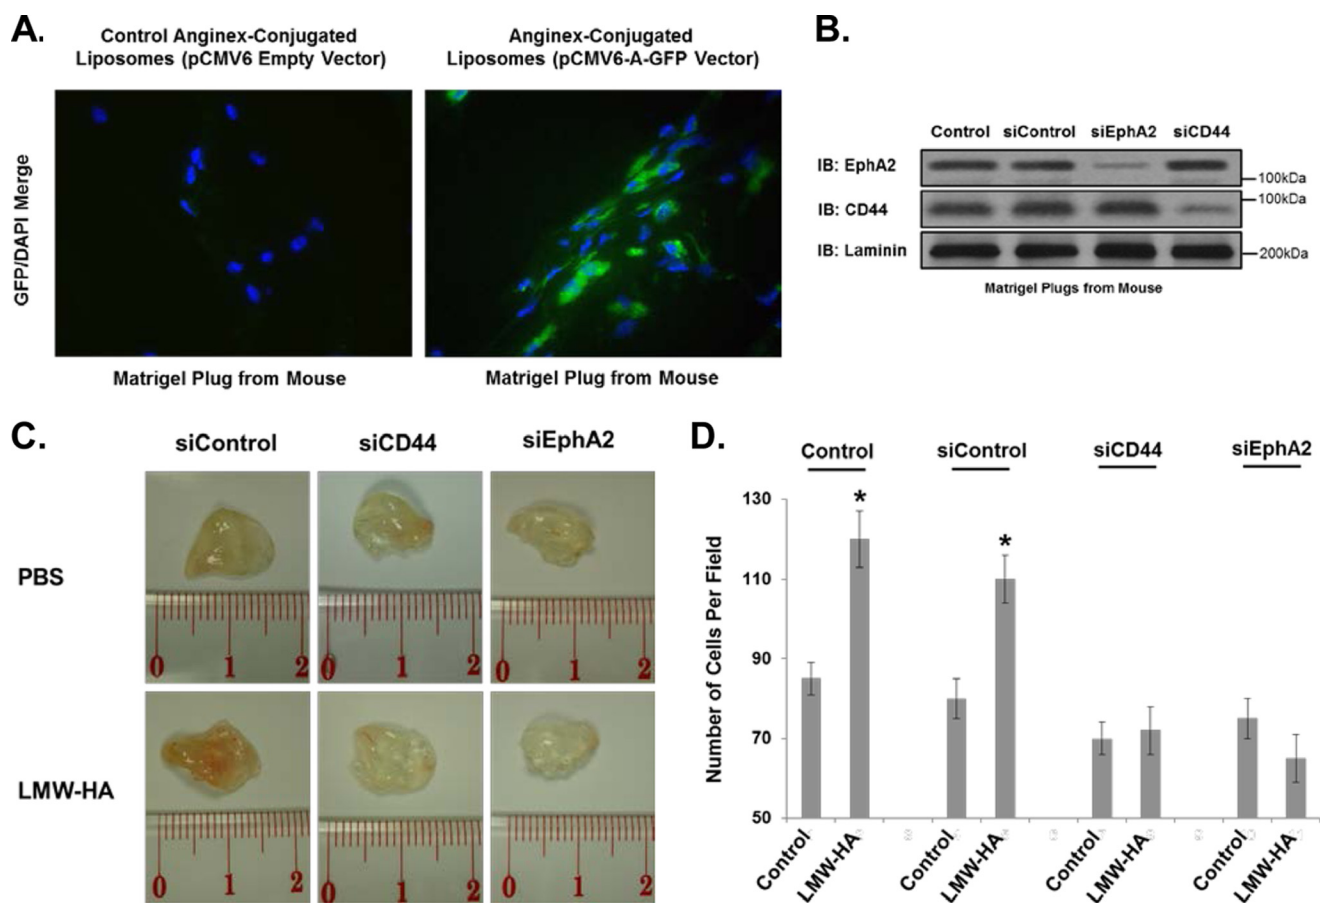 A.
Control Anginex-Conjugated
Liposomes (pCMV6 Empty Vector)
Anginex-Conjugated
Liposomes (pCMV6-A-GFP Vector)
GFP/DAPI Merge
Matrigel Plug from Mouse
Matrigel Plug from Mouse
B.
Control siControl siEphA2 siCD44
IB: EphA2
100kDa
100kDa
IB: CD44
IB: Laminin
200kDa
Matrigel Plugs from Mouse
C.
siControl siCD44 siEphA2
PBS
0 1 2
0 1 2
0 1 2
LMW-HA
0 1 2
0 1 2
0 1 2
D.
Control siControl siCD44 siEphA2
Number of Cells Per Field
130
110
90
70
50
* *
Control LMW-HA Control LMW-HA Control LMW-HA Control LMW-HA